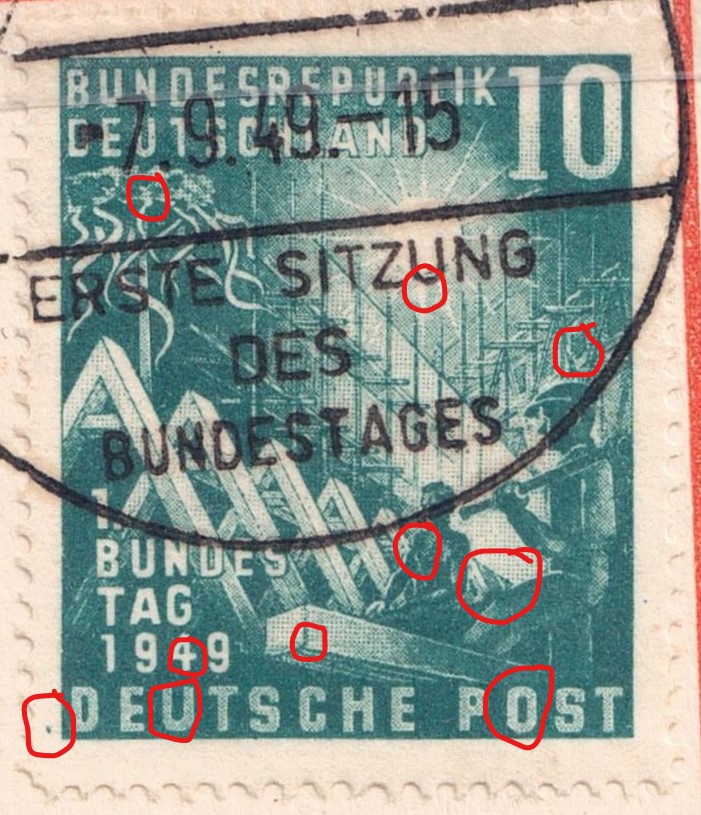 BUNDESREPUBLIK 10
DEUTSCHLAND
-7.9.49.-15
ERSTE SITZUNG
DES
BUNDESTAGES
1.
BUNDES
TAG
1949
DEUTSCHE POST